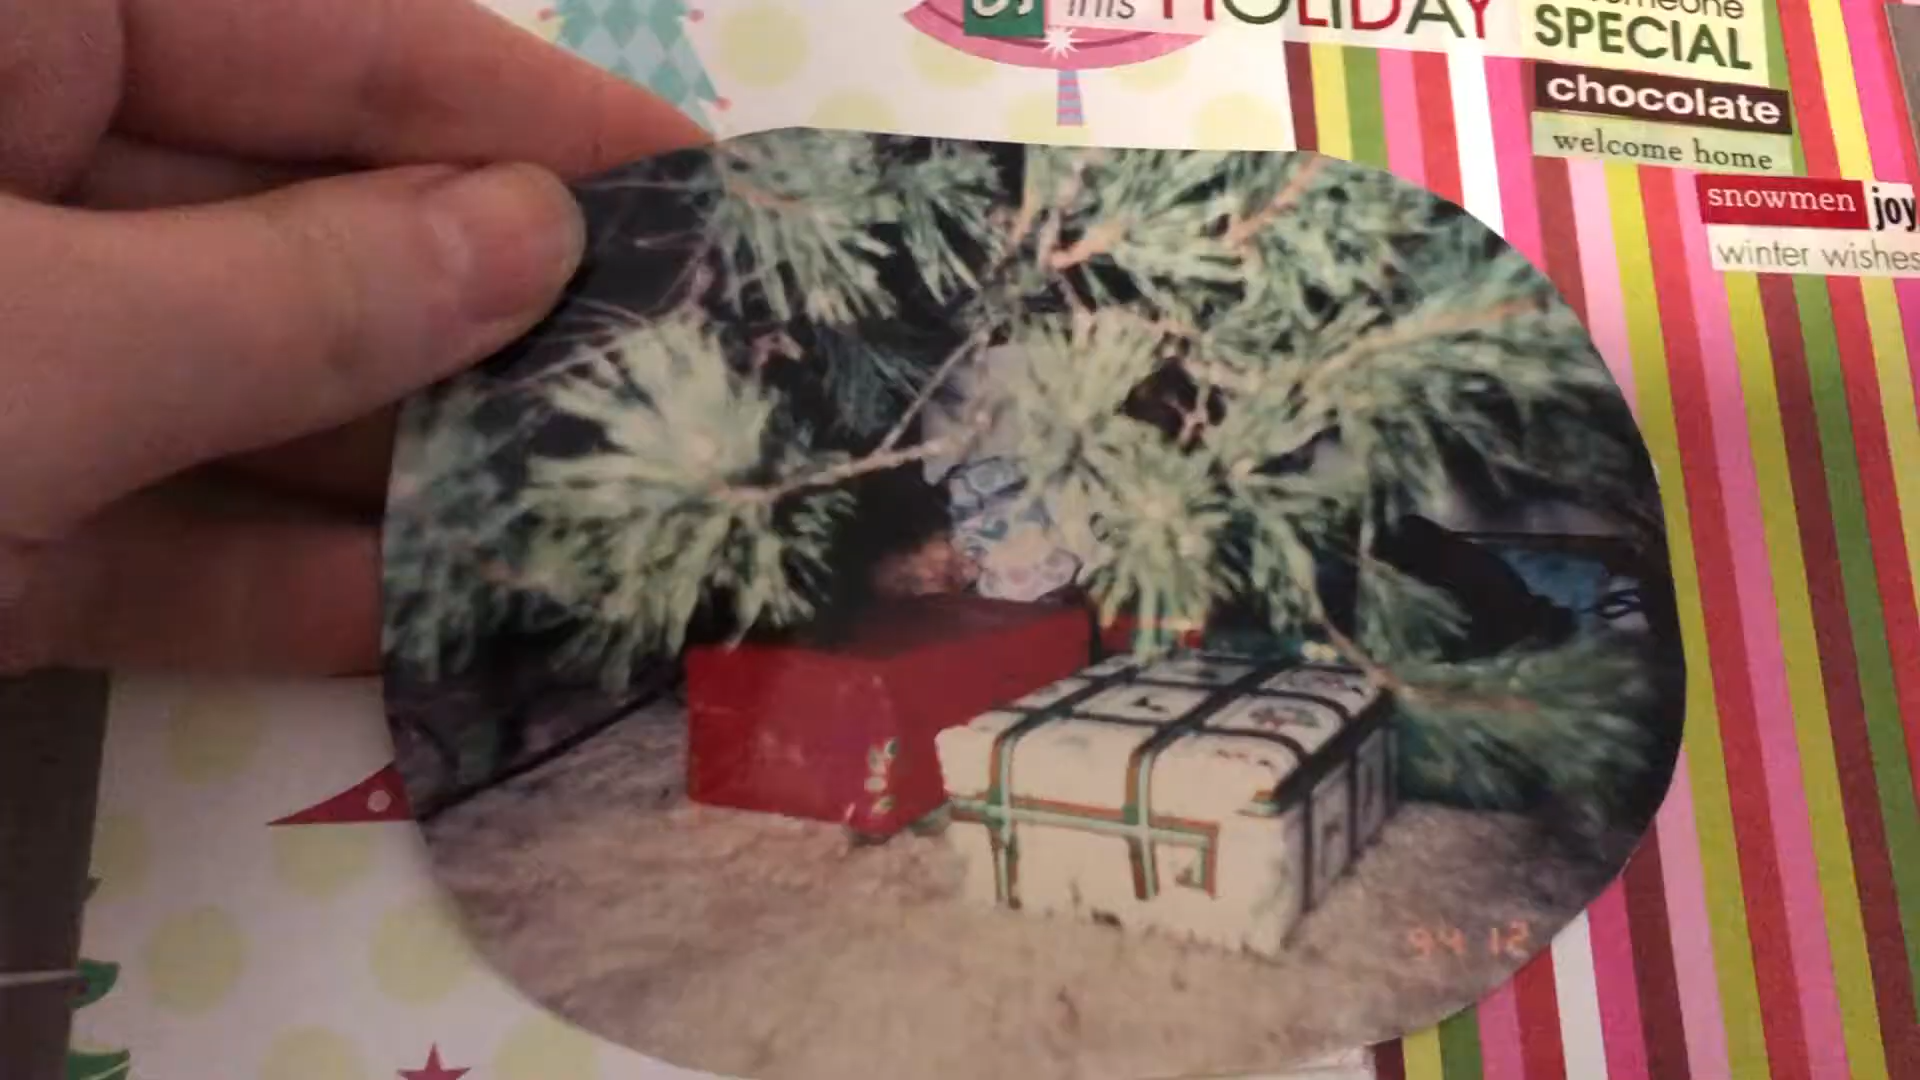 this HOLIDAY
SPECIAL
chocolate
welcome home
snowmen joy
winter wishes
94 12